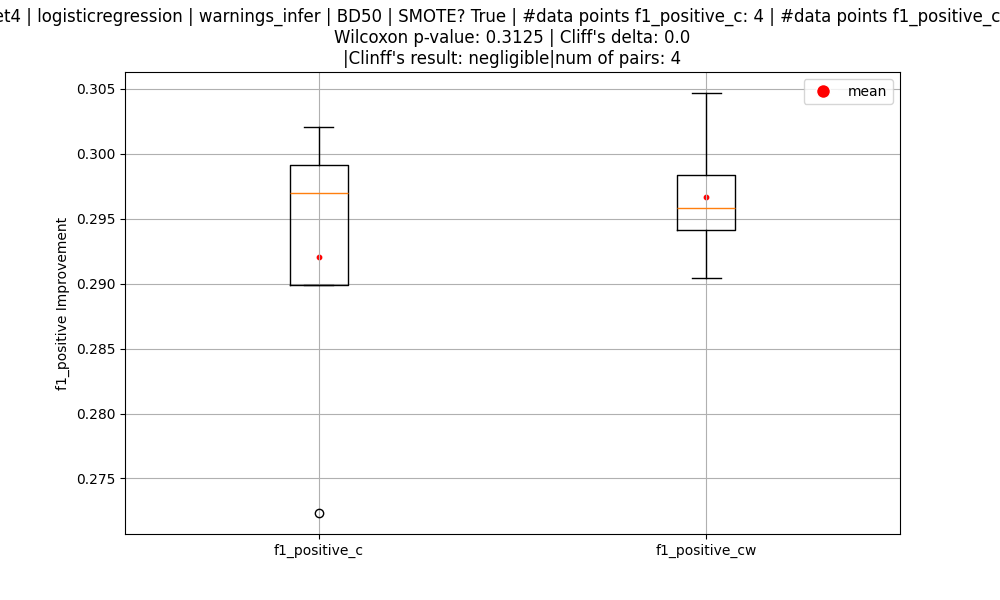 et4 | logisticregression | warnings_infer | BD50 | SMOTE? True | #data points f1_positive_c: 4 | #data points f1_positive_c
Wilcoxon p-value: 0.3125 | Cliff's delta: 0.0
|Clinff's result: negligible|num of pairs: 4
mean
0.305
0.300
0.295
0.290
0.285
0.280
0.275
f1_positive Improvement
f1_positive_c
f1_positive_cw